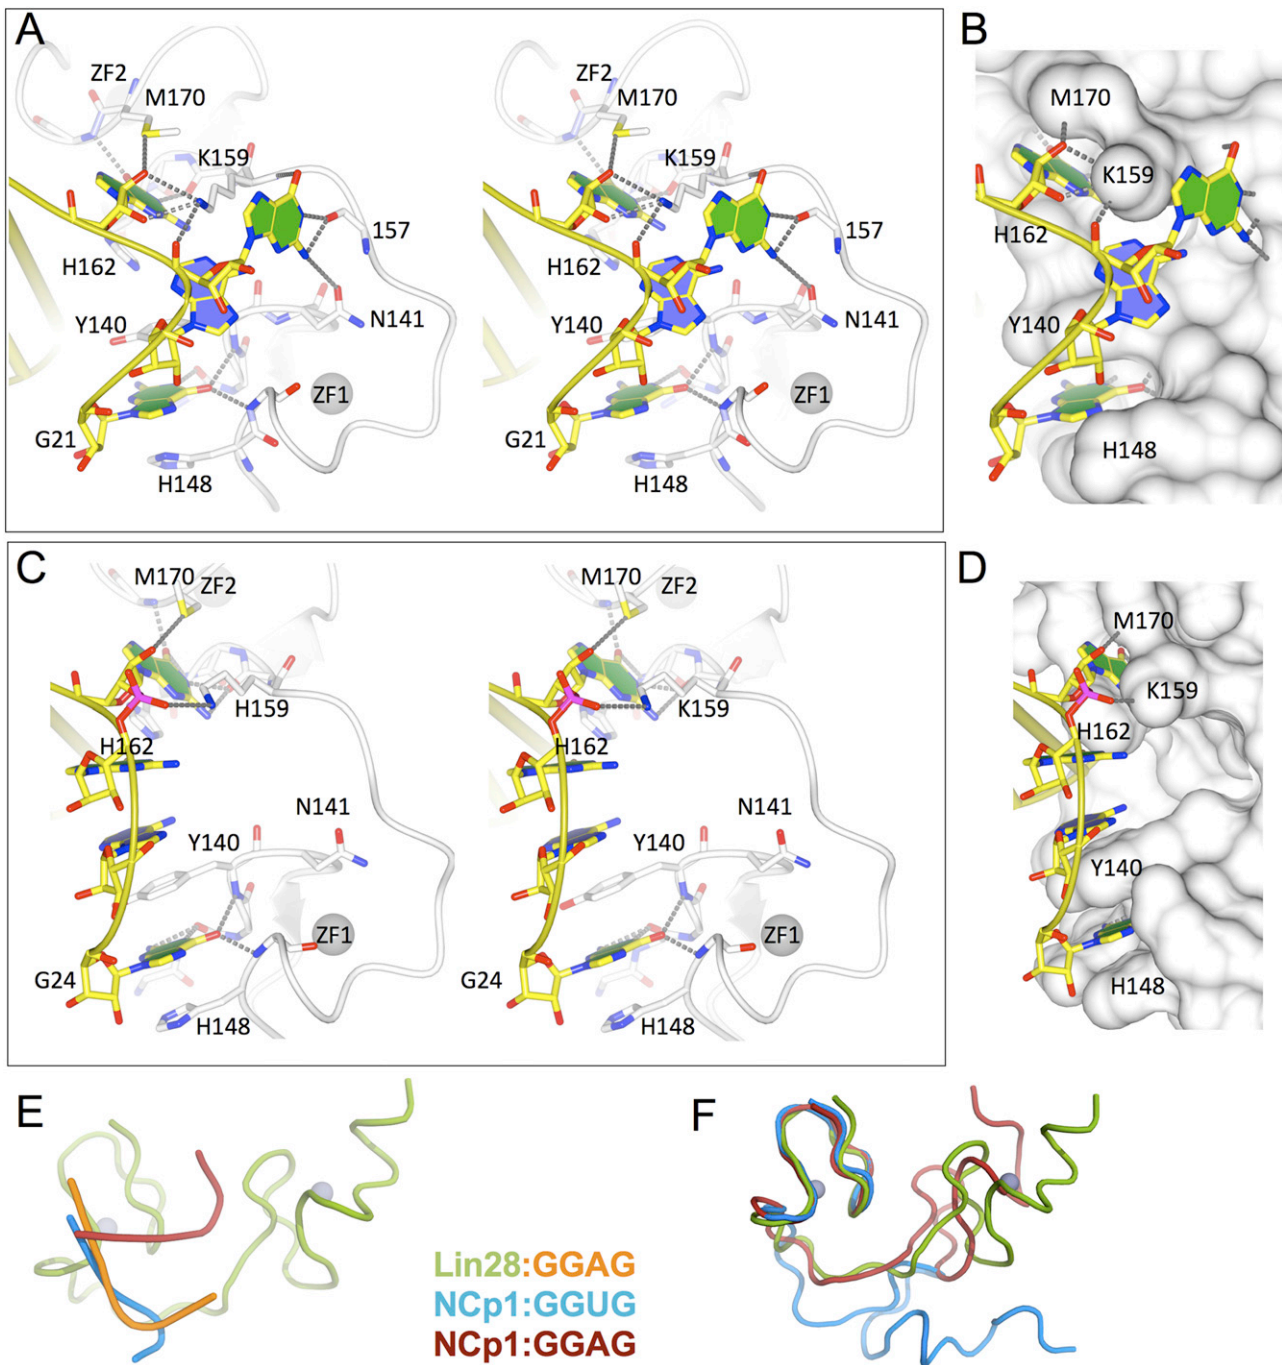 A
ZF2
M170
K159
157
H162
Y140
N141
ZF1
G21
H148
ZF2
M170
K159
157
H162
Y140
N141
ZF1
G21
H148
B
M170
K159
H162
Y140
H148
C
M170
ZF2
H159
H162
N141
Y140
ZF1
G24
H148
M170
ZF2
K159
H162
N141
Y140
ZF1
G24
H148
D
M170
K159
H162
Y140
H148
E
F
Lin28:GGAG
NCp1:GGUG
NCp1:GGAG